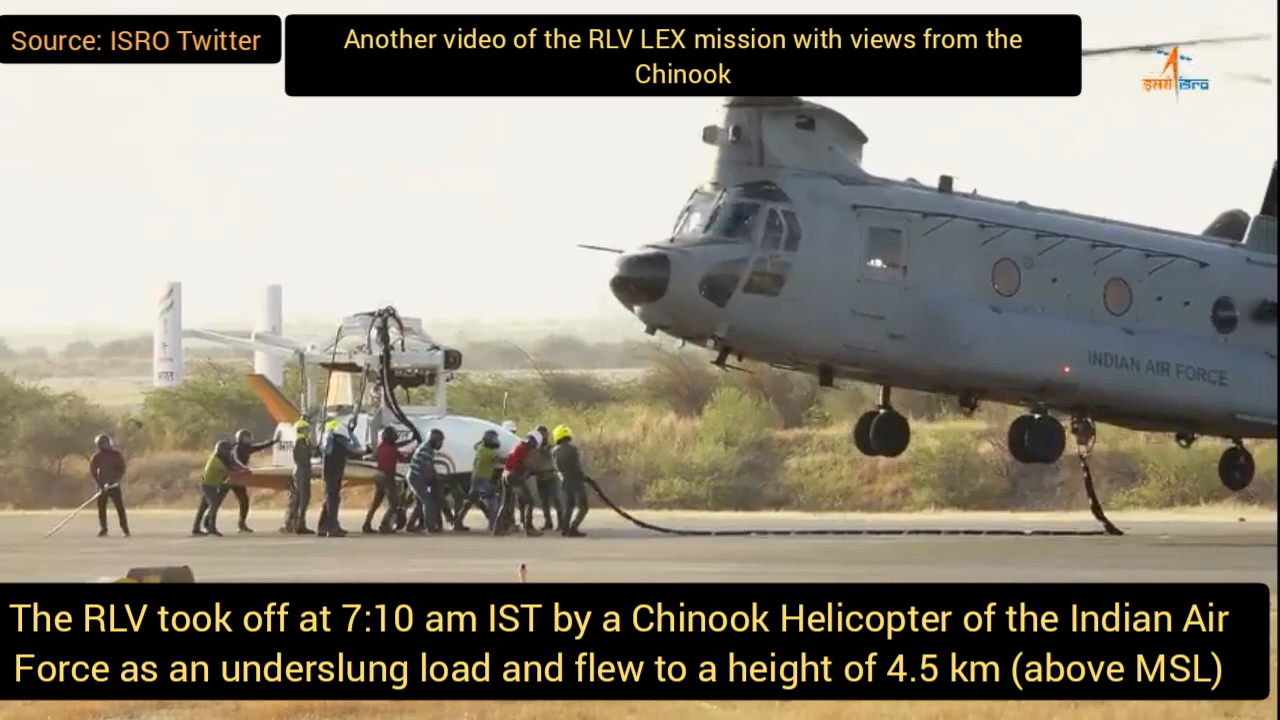 Source: ISRO Twitter
Another video of the RLV LEX mission with views from the
Chinook
इसरो isro
INDIAN AIR FORCE
भारत
The RLV took off at 7:10 am IST by a Chinook Helicopter of the Indian Air
Force as an underslung load and flew to a height of 4.5 km (above MSL)